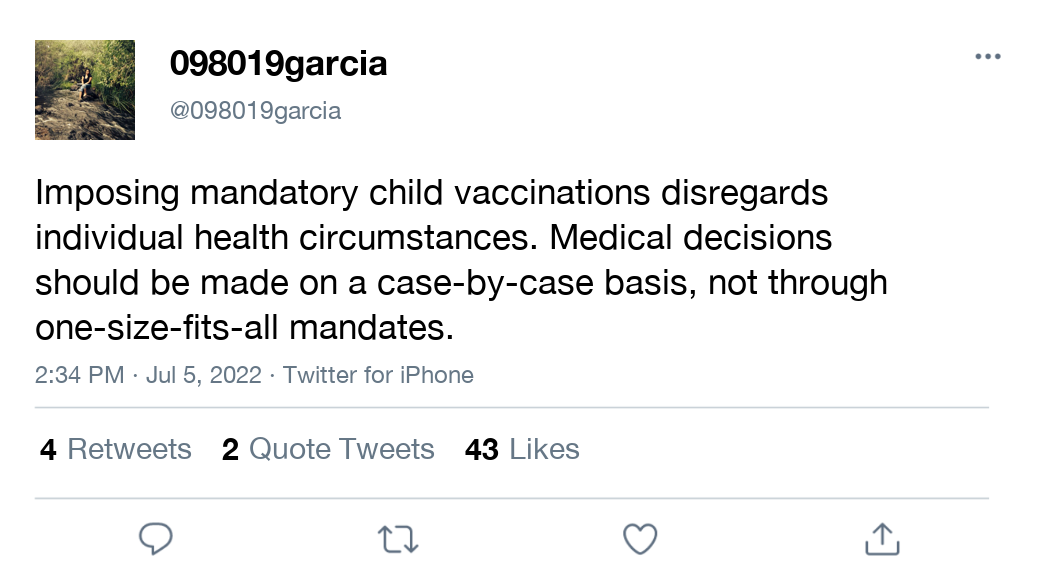 098019garcia
@098019garcia
Imposing mandatory child vaccinations disregards
individual health circumstances. Medical decisions
should be made on a case-by-case basis, not through
one-size-fits-all mandates.
2:34 PM · Jul 5, 2022 · Twitter for iPhone
4 Retweets 2 Quote Tweets 43 Likes